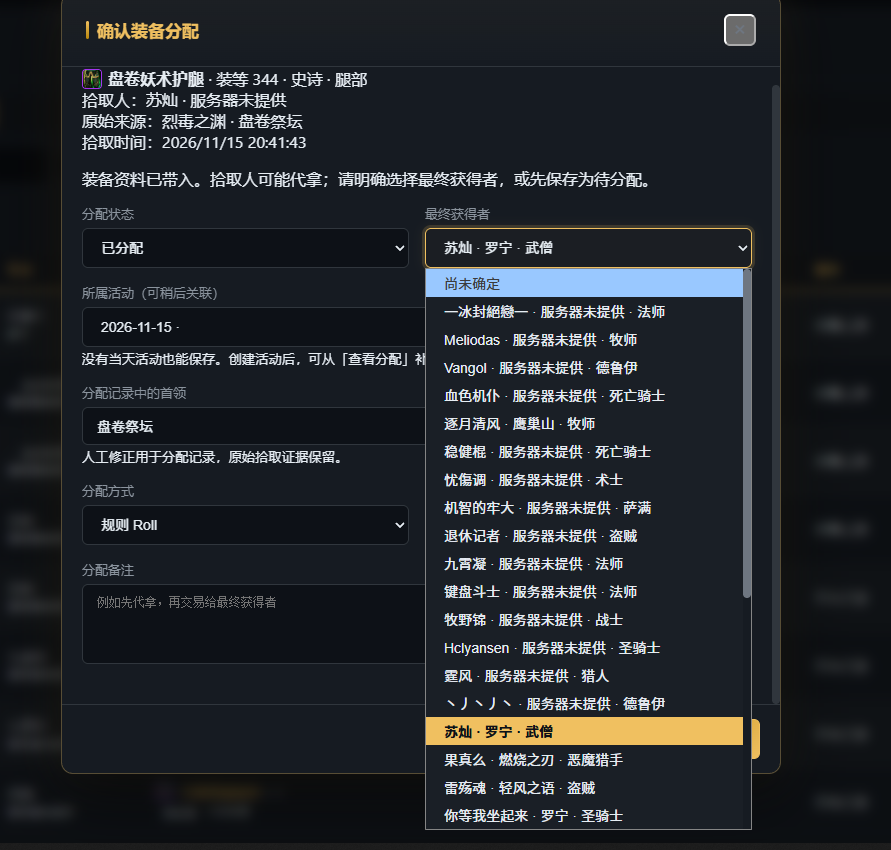 确认装备分配
×
盘卷妖术护腿 · 装等 344 · 史诗 · 腿部
拾取人：苏灿 · 服务器未提供
原始来源：烈毒之渊 · 盘卷祭坛
拾取时间：2026/11/15 20:41:43
装备资料已带入。拾取人可能代拿；请明确选择最终获得者，或先保存为待分配。
分配状态
最终获得者
已分配
苏灿 · 罗宁 · 武僧
所属活动（可稍后关联）
2026-11-15 ·
没有当天活动也能保存。创建活动后，可从「查看分配」补
分配记录中的首领
盘卷祭坛
人工修正用于分配记录，原始拾取证据保留。
分配方式
规则 Roll
分配备注
例如先代拿，再交易给最终获得者
尚未确定
一冰封絕戀一 · 服务器未提供 · 法师
Meliodas · 服务器未提供 · 牧师
Vangol · 服务器未提供 · 德鲁伊
血色机仆 · 服务器未提供 · 死亡骑士
逐月清风 · 鹰巢山 · 牧师
稳健棍 · 服务器未提供 · 死亡骑士
忧傷调 · 服务器未提供 · 术士
机智的牢大 · 服务器未提供 · 萨满
退休记者 · 服务器未提供 · 盗贼
九霄凝 · 服务器未提供 · 法师
键盘斗士 · 服务器未提供 · 法师
牧野锦 · 服务器未提供 · 战士
Hclyansen · 服务器未提供 · 圣骑士
霆风 · 服务器未提供 · 猎人
丶丿丶丿丶 · 服务器未提供 · 德鲁伊
苏灿 · 罗宁 · 武僧
果真么 · 燃烧之刃 · 恶魔猎手
雷殇魂 · 轻风之语 · 盗贼
你等我坐起来 · 罗宁 · 圣骑士